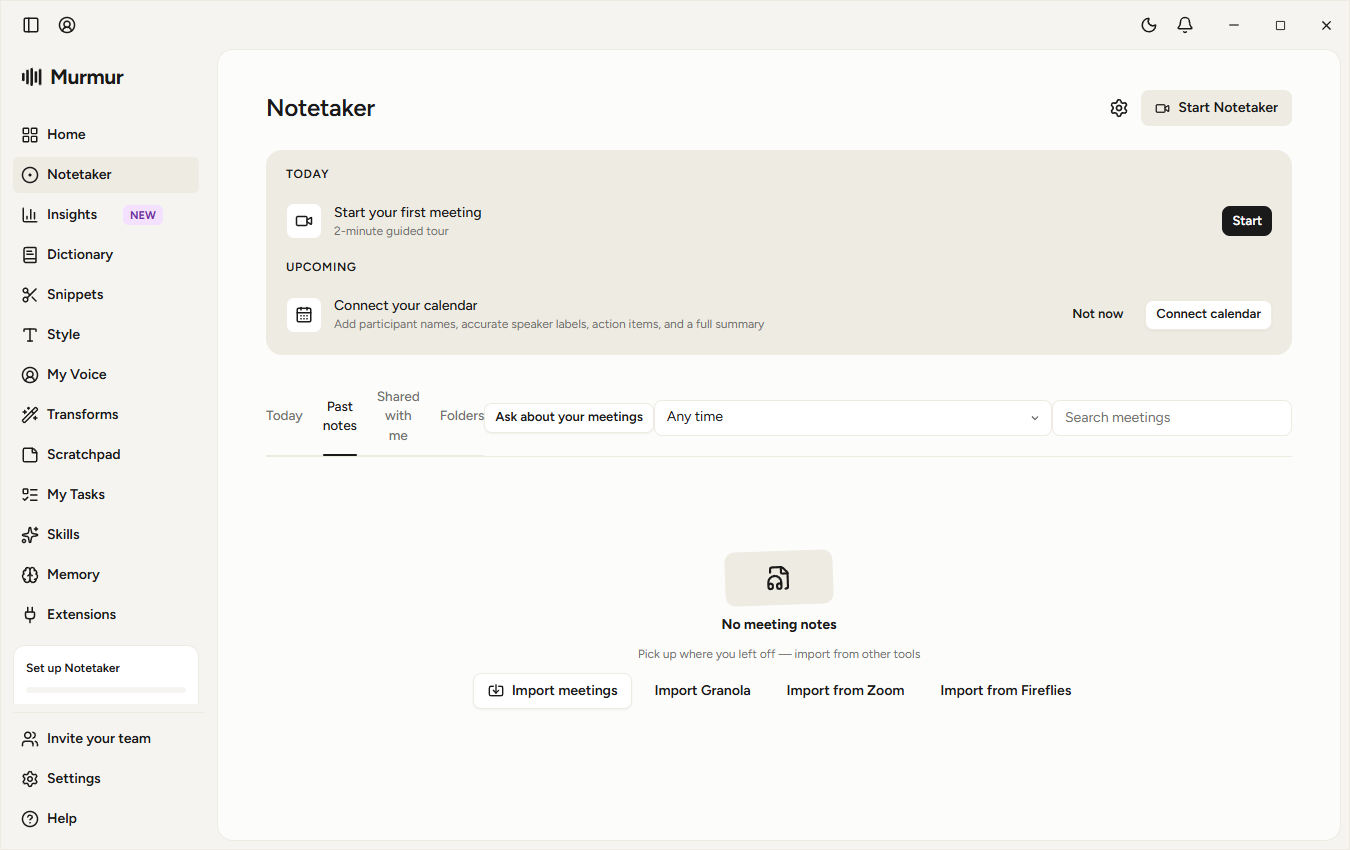 Murmur
Home
Notetaker
Insights NEW
Dictionary
Snippets
Style
My Voice
Transforms
Scratchpad
My Tasks
Skills
Memory
Extensions
Set up Notetaker
Invite your team
Settings
Help
Notetaker
Start Notetaker
TODAY
Start your first meeting
2-minute guided tour
Start
UPCOMING
Connect your calendar
Add participant names, accurate speaker labels, action items, and a full summary
Not now
Connect calendar
Today
Past
notes
Shared
with
me
Folders
Ask about your meetings
Any time
Search meetings
No meeting notes
Pick up where you left off — import from other tools
Import meetings
Import Granola
Import from Zoom
Import from Fireflies